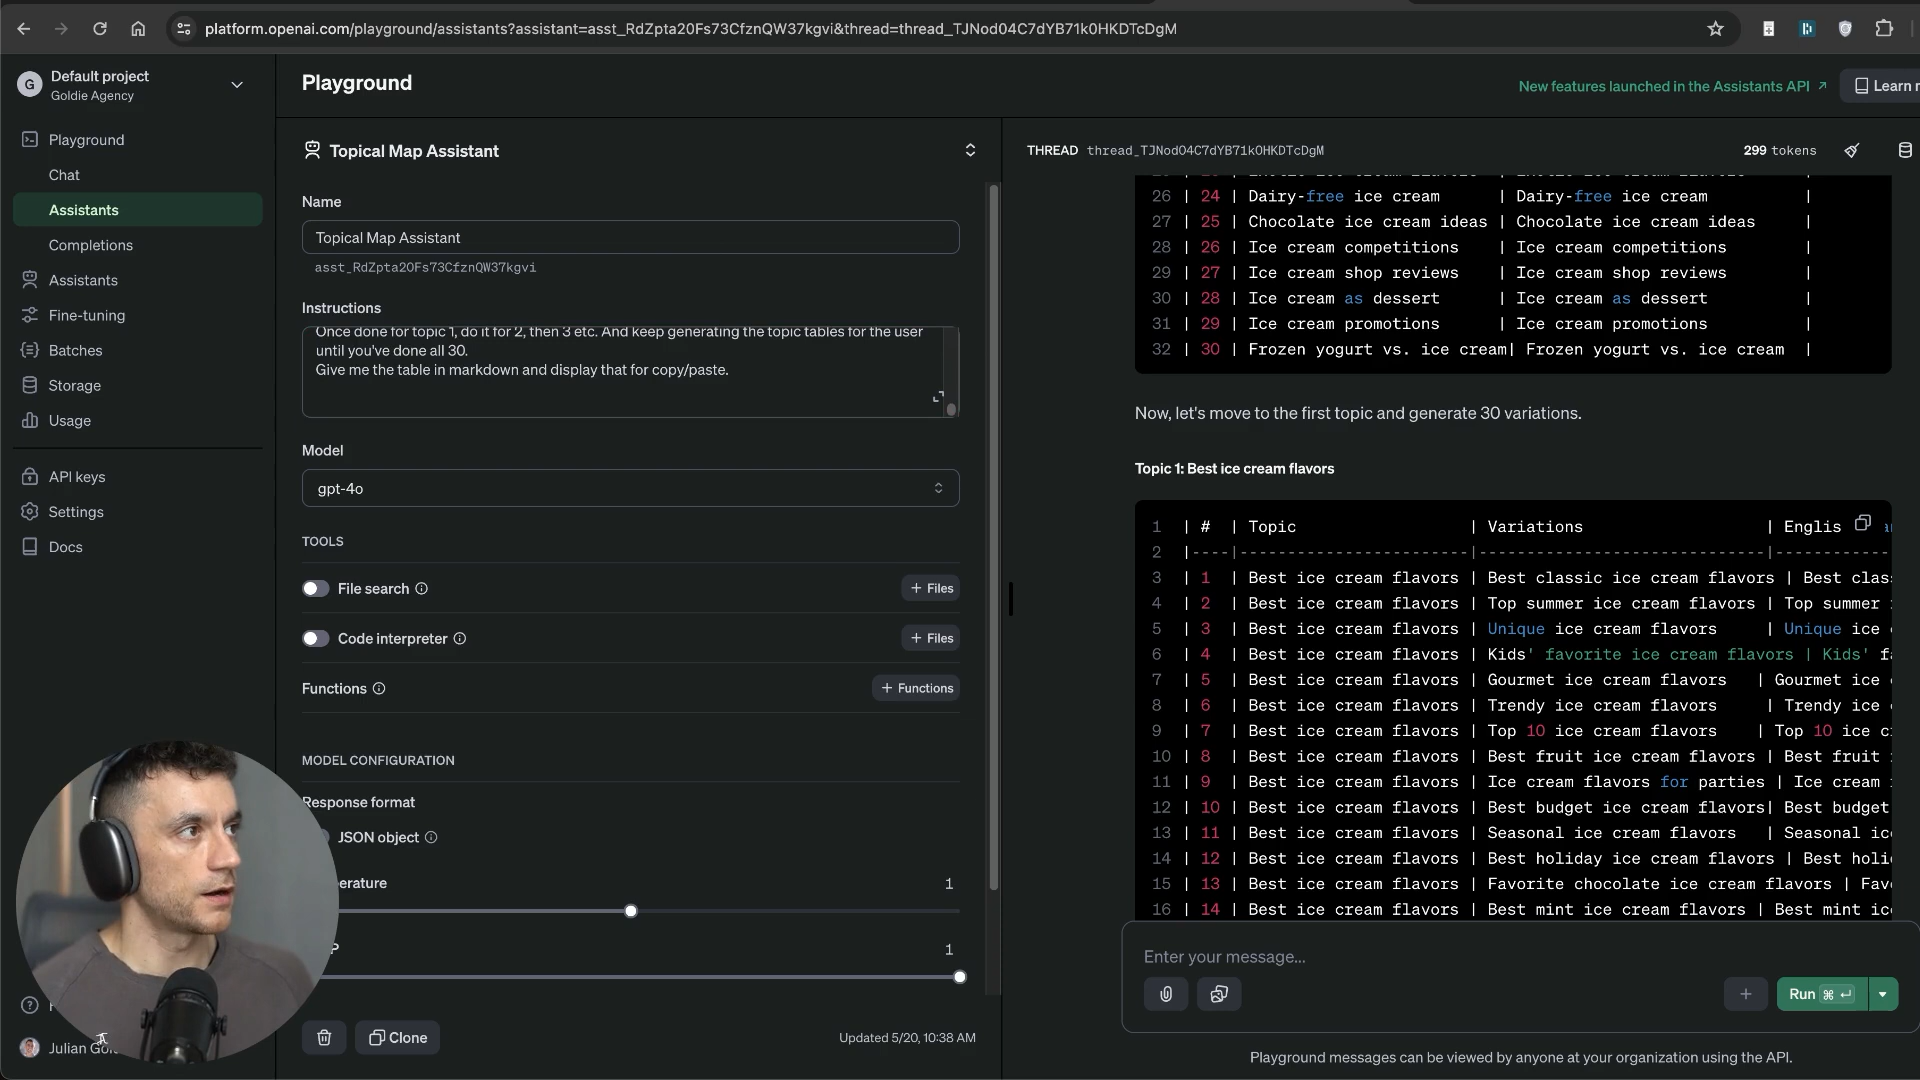 platform.openai.com/playground/assistants?assistant=asst_RdZpta20Fs73CfznQW37kgvi&thread=thread_TJNod04C7dYB71k0HKDTcDgM
G
Default project
Goldie Agency
Playground
Chat
Assistants
Completions
Assistants
Fine-tuning
Batches
Storage
Usage
API keys
Settings
Docs
Julian
Playground
New features launched in the Assistants API ↗
Learn
Topical Map Assistant
Name
Topical Map Assistant
asst_RdZpta2OFs73CfznQW37kgvi
Instructions
Once done for topic 1, do it for 2, then 3 etc. And keep generating the topic tables for the user
until you've done all 30.
Give me the table in markdown and display that for copy/paste.
Model
gpt-4o
TOOLS
File search
+ Files
Code interpreter
+ Files
Functions
+ Functions
MODEL CONFIGURATION
Response format
JSON object
erature 1
P 1
Clone
Updated 5/20, 10:38 AM
THREAD thread_TJNodO4C7dYB71kOHKDTcDgM
299 tokens
26 | 24 | Dairy-free ice cream | Dairy-free ice cream |
27 | 25 | Chocolate ice cream ideas | Chocolate ice cream ideas |
28 | 26 | Ice cream competitions | Ice cream competitions |
29 | 27 | Ice cream shop reviews | Ice cream shop reviews |
30 | 28 | Ice cream as dessert | Ice cream as dessert |
31 | 29 | Ice cream promotions | Ice cream promotions |
32 | 30 | Frozen yogurt vs. ice cream| Frozen yogurt vs. ice cream |
Now, let's move to the first topic and generate 30 variations.
Topic 1: Best ice cream flavors
1 | # | Topic | Variations | Englis
2 |----|------------------------|-----------------------------|------------
3 | 1 | Best ice cream flavors | Best classic ice cream flavors | Best clas
4 | 2 | Best ice cream flavors | Top summer ice cream flavors | Top summer
5 | 3 | Best ice cream flavors | Unique ice cream flavors | Unique ice
6 | 4 | Best ice cream flavors | Kids' favorite ice cream flavors | Kids' fa
7 | 5 | Best ice cream flavors | Gourmet ice cream flavors | Gourmet ice
8 | 6 | Best ice cream flavors | Trendy ice cream flavors | Trendy ice
9 | 7 | Best ice cream flavors | Top 10 ice cream flavors | Top 10 ice c
10 | 8 | Best ice cream flavors | Best fruit ice cream flavors | Best fruit
11 | 9 | Best ice cream flavors | Ice cream flavors for parties | Ice cream
12 | 10 | Best ice cream flavors | Best budget ice cream flavors| Best budget
13 | 11 | Best ice cream flavors | Seasonal ice cream flavors | Seasonal ice
14 | 12 | Best ice cream flavors | Best holiday ice cream flavors | Best holi
15 | 13 | Best ice cream flavors | Favorite chocolate ice cream flavors | Fav
16 | 14 | Best ice cream flavors | Best mint ice cream flavors | Best mint ic
Enter your message...
Run ⌘ ↵
Playground messages can be viewed by anyone at your organization using the API.